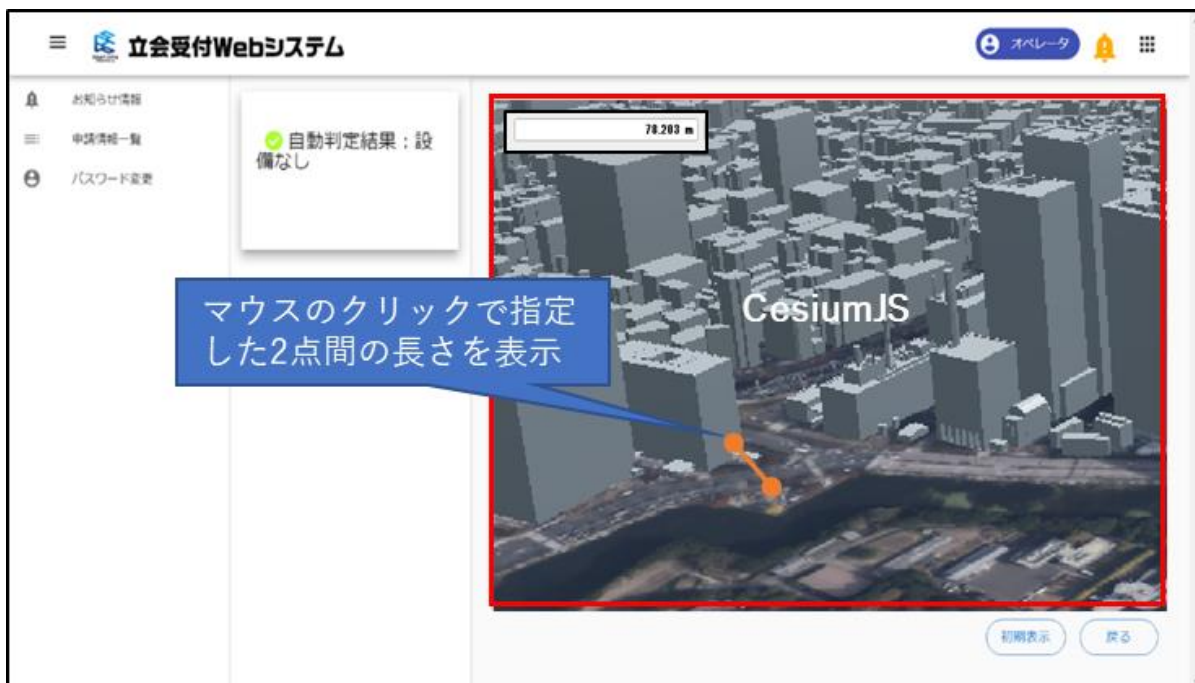 立会受付Webシステム
オペレータ
お知らせ情報
申請情報一覧
パスワード変更
自動判定結果:設
備なし
78.203 m
マウスのクリックで指定
した2点間の長さを表示
CesiumJS
初期表示
戻る